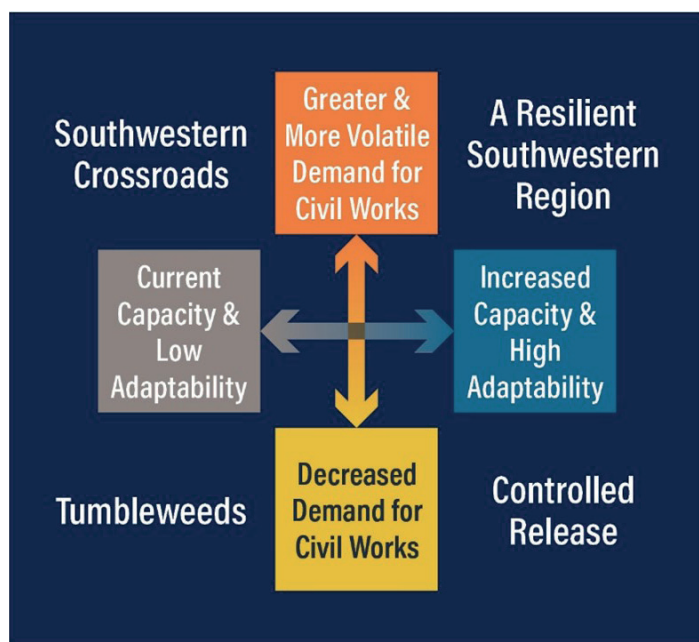 Southwestern
Crossroads
Greater &
More Volatile
Demand for
Civil Works
A Resilient
Southwestern
Region
Current
Capacity &
Low
Adaptability
Increased
Capacity &
High
Adaptability
Tumbleweeds
Decreased
Demand for
Civil Works
Controlled
Release